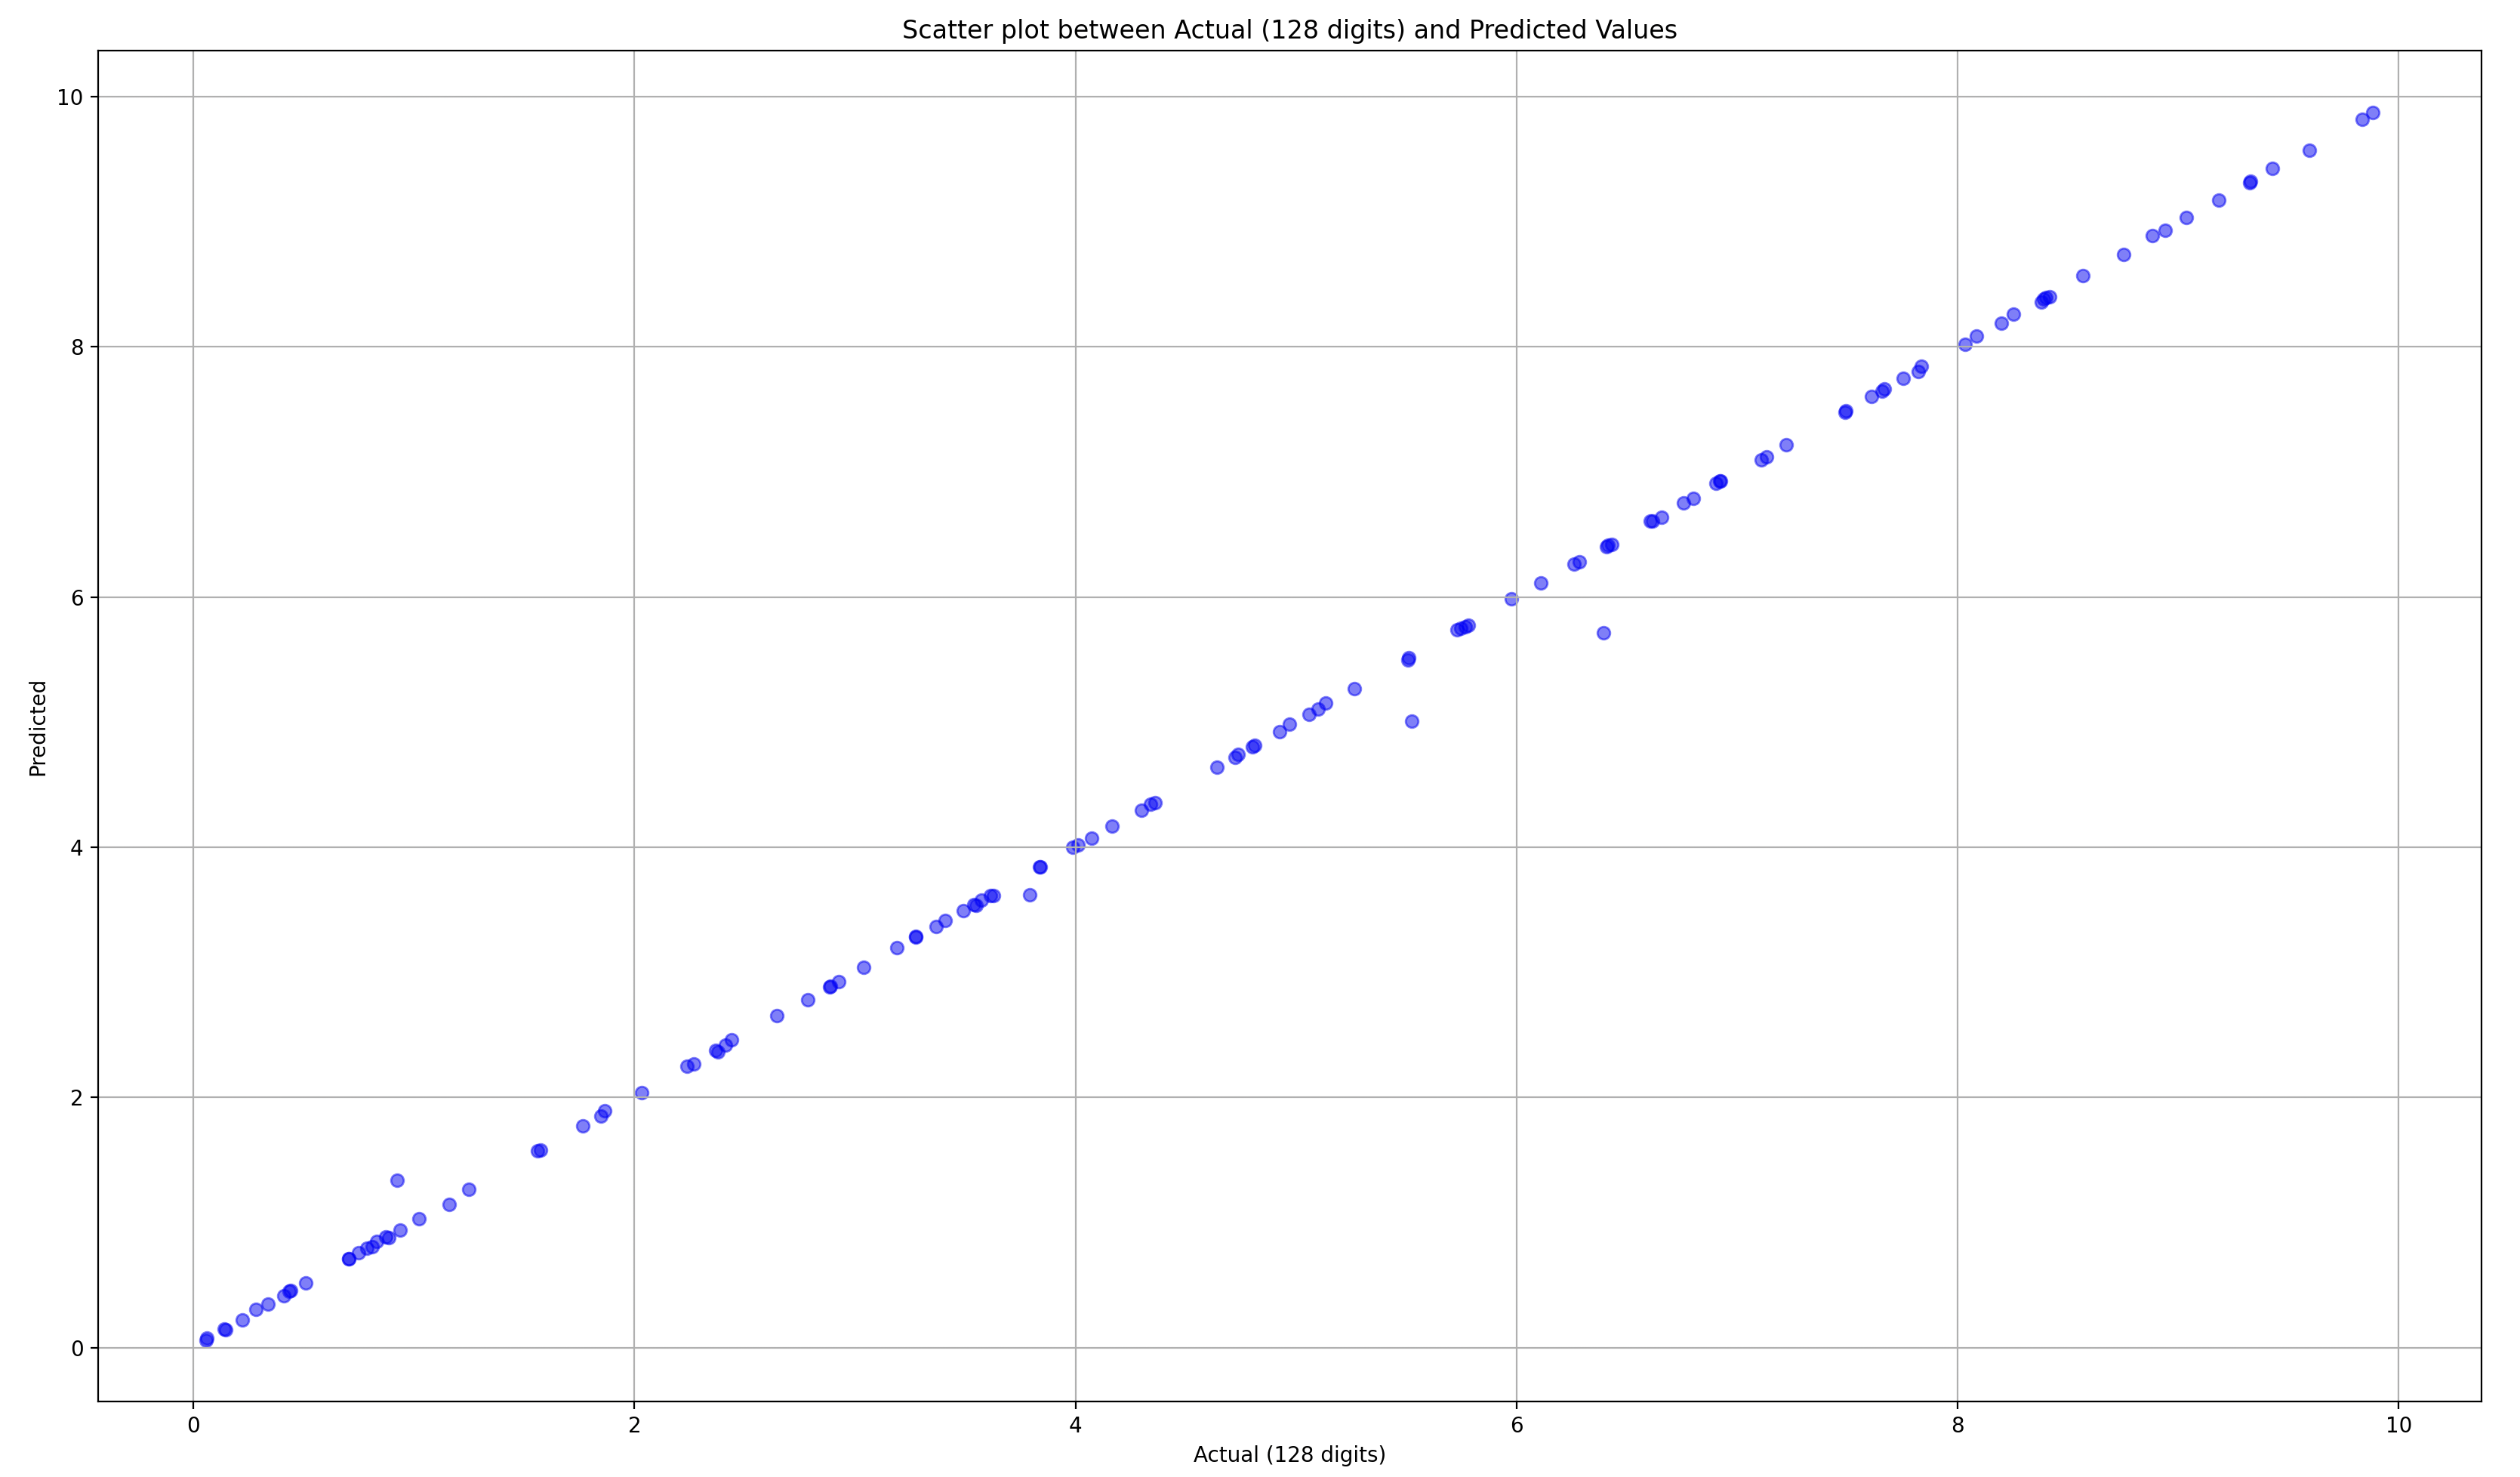 Scatter plot between Actual (128 digits) and Predicted Values
10
8
6
4
2
0
Predicted
0 2 4 6 8 10
Actual (128 digits)